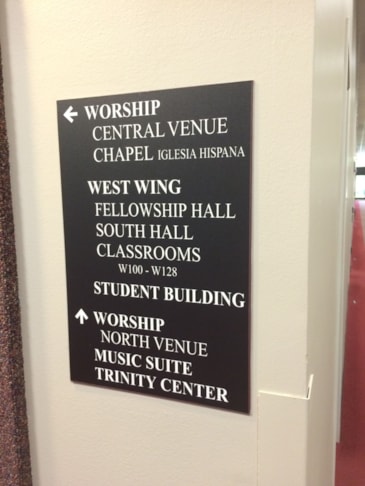 WORSHIP
CENTRAL VENUE
CHAPEL IGLESIA HISPANA
WEST WING
FELLOWSHIP HALL
SOUTH HALL
CLASSROOMS
W100 - W128
STUDENT BUILDING
WORSHIP
NORTH VENUE
MUSIC SUITE
TRINITY CENTER